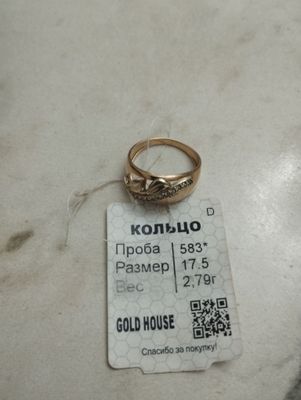 D
КОЛЬЦО
Проба 583*
Размер 17.5
Вес 2,79г
GOLD HOUSE
Спасибо за покупку!